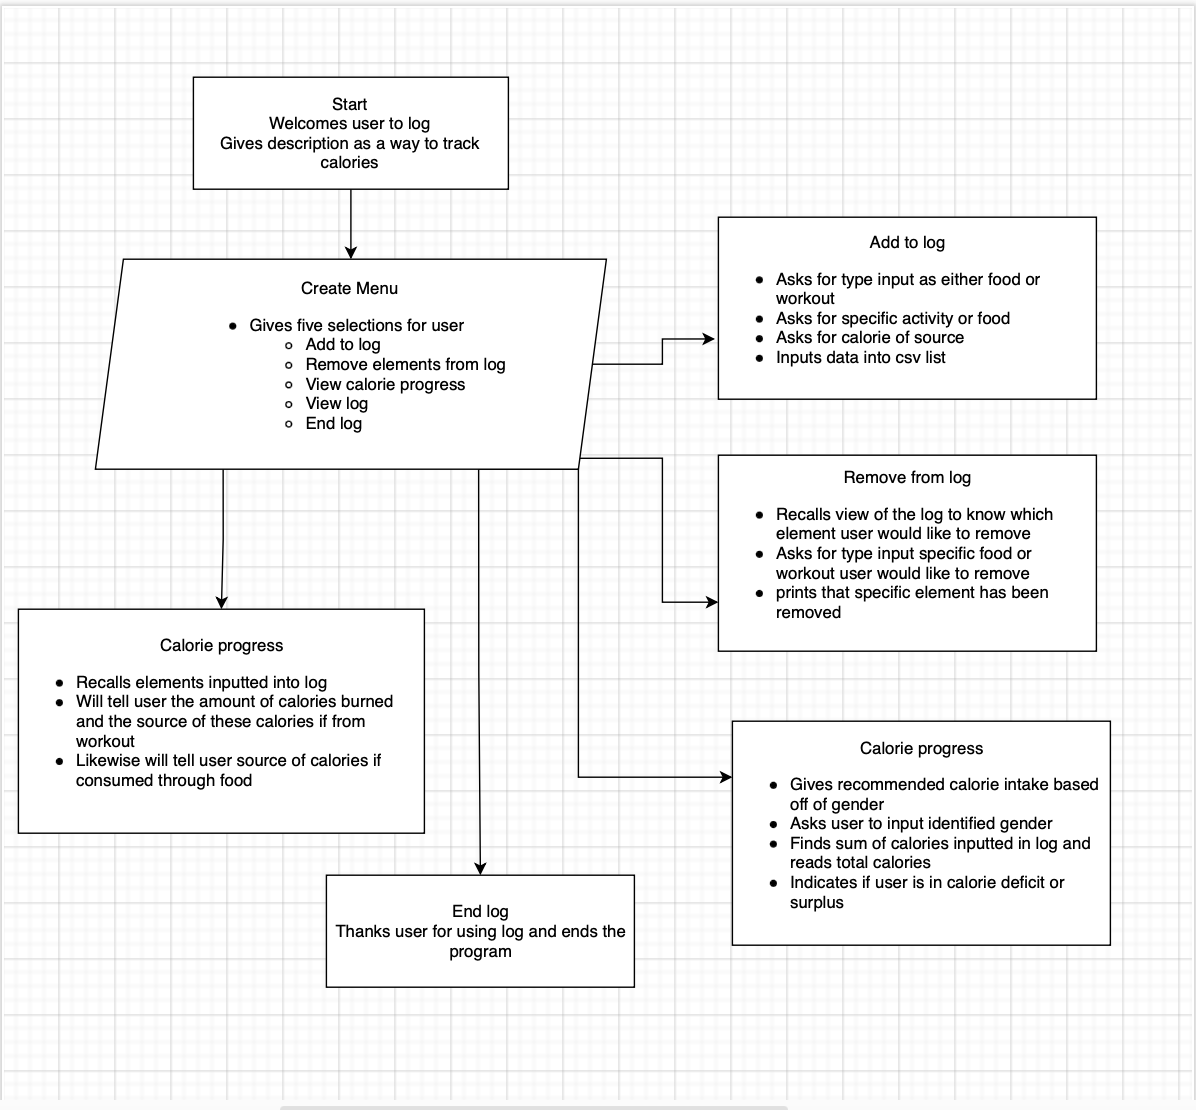 Start
Welcomes user to log
Gives description as a way to track
calories
Create Menu
Gives five selections for user
Add to log
Remove elements from log
View calorie progress
View log
End log
Add to log
Asks for type input as either food or
workout
Asks for specific activity or food
Asks for calorie of source
Inputs data into csv list
Remove from log
Recalls view of the log to know which
element user would like to remove
Asks for type input specific food or
workout user would like to remove
prints that specific element has been
removed
Calorie progress
Recalls elements inputted into log
Will tell user the amount of calories burned
and the source of these calories if from
workout
Likewise will tell user source of calories if
consumed through food
Calorie progress
Gives recommended calorie intake based
off of gender
Asks user to input identified gender
Finds sum of calories inputted in log and
reads total calories
Indicates if user is in calorie deficit or
surplus
End log
Thanks user for using log and ends the
program